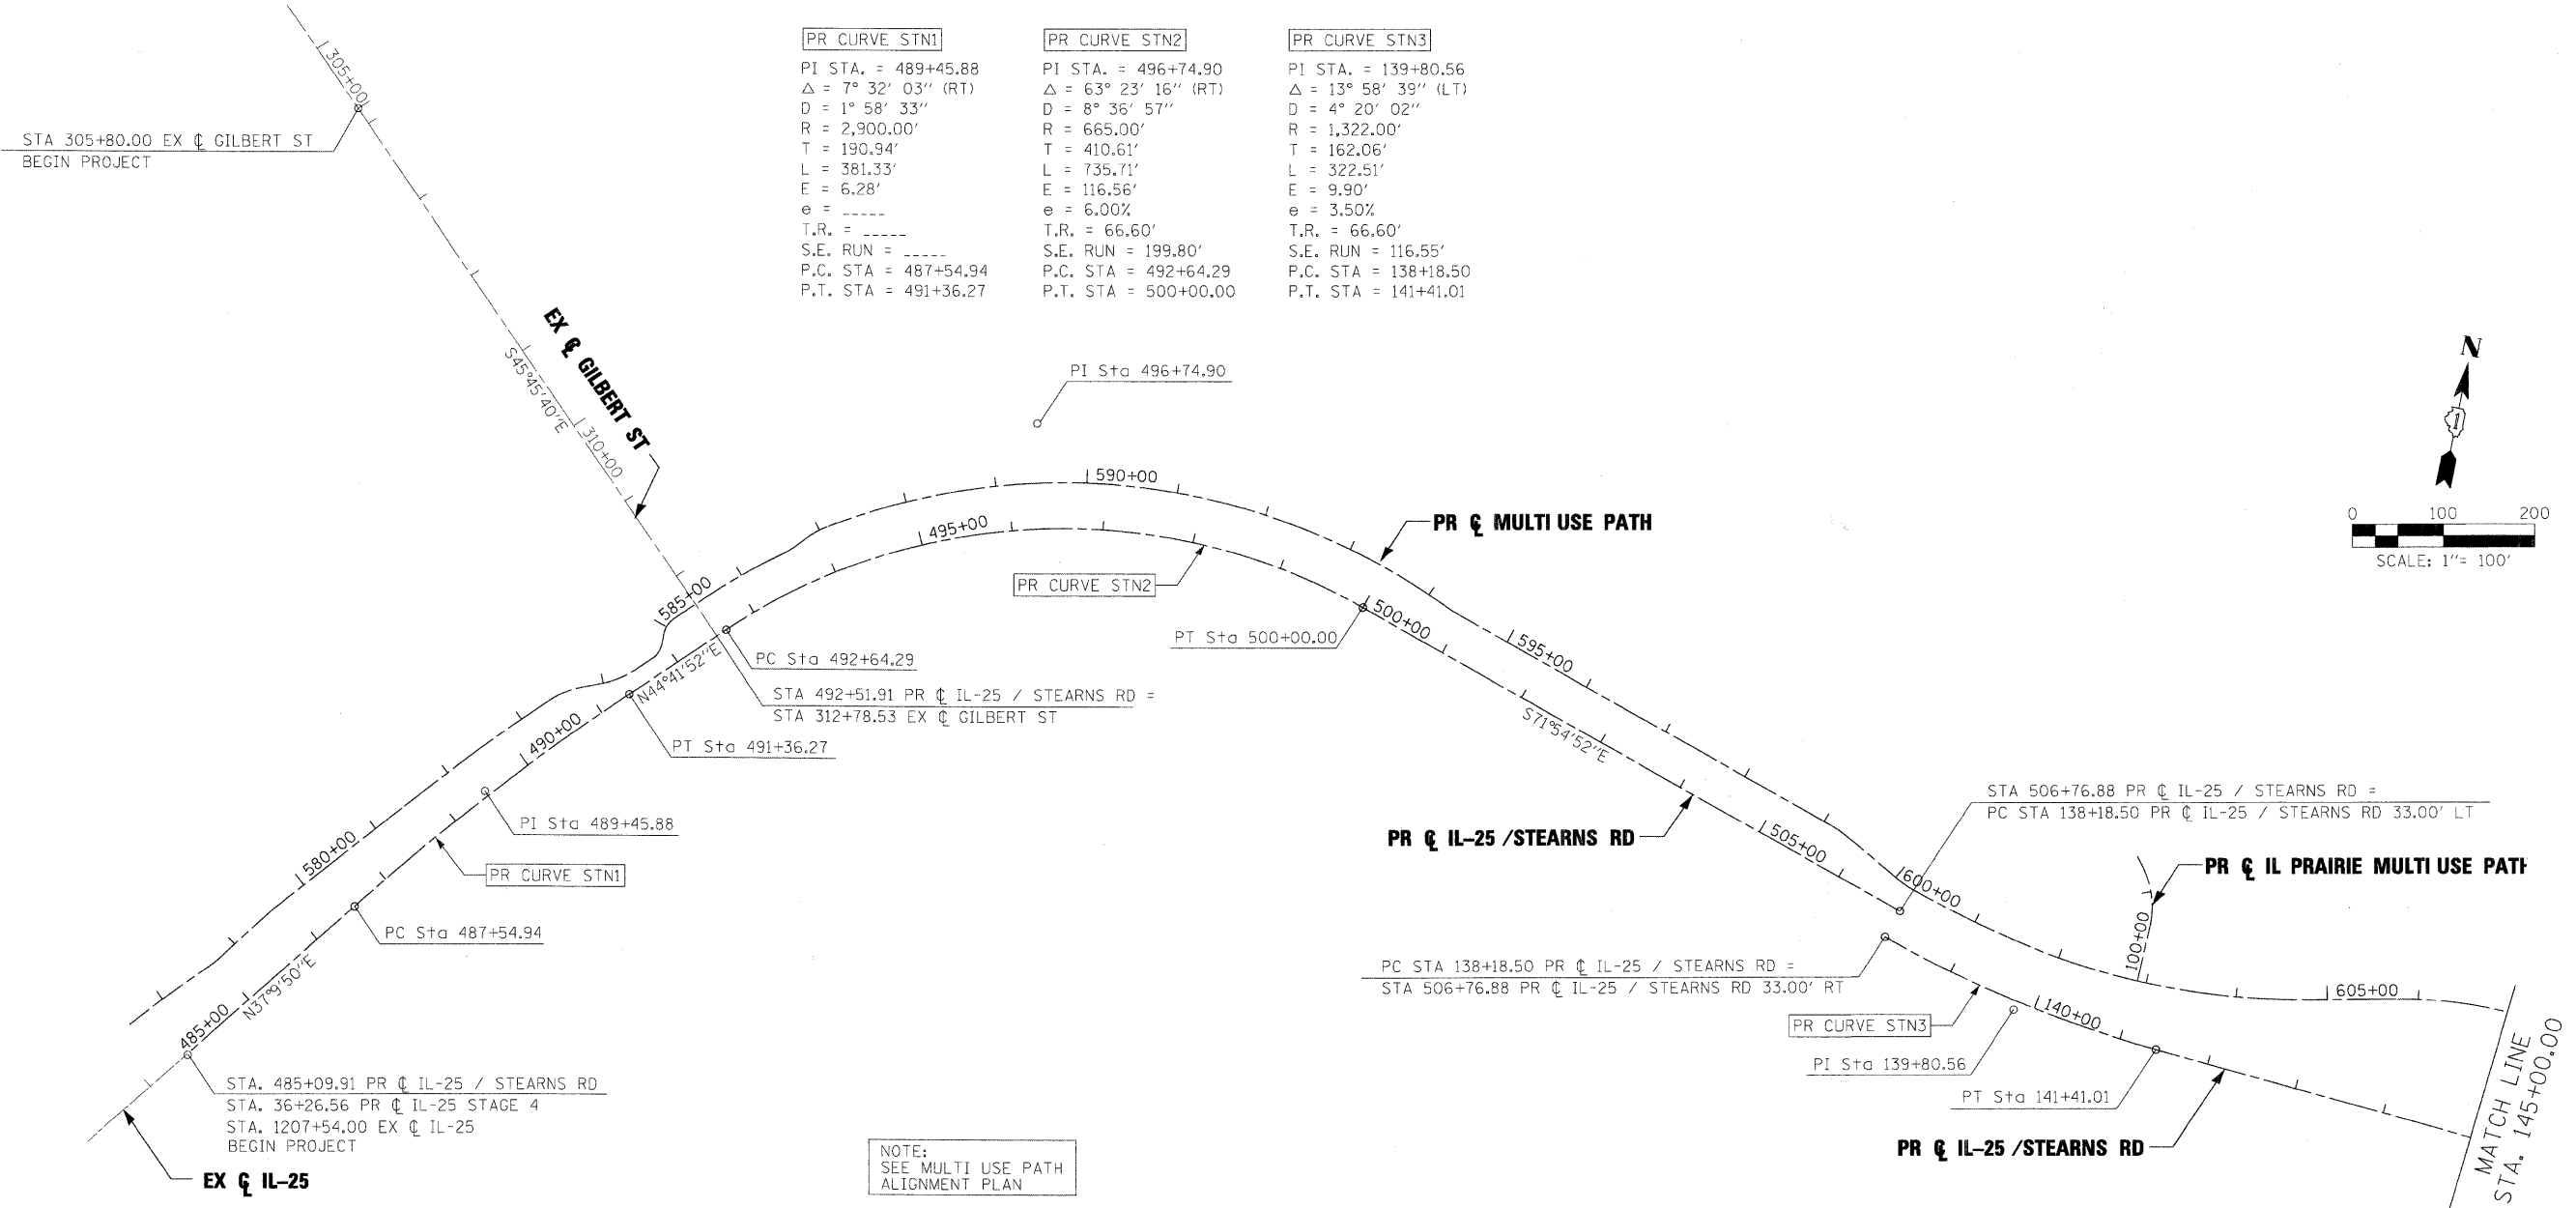 PR CURVE STN1
PI STA. = 489+45.88
Δ = 7° 32' 03'' (RT)
D = 1° 58' 33''
R = 2,900.00'
T = 190.94'
L = 381.33'
E = 6.28'
e = _____
T.R. = _____
S.E. RUN = _____
P.C. STA = 487+54.94
P.T. STA = 491+36.27
PR CURVE STN2
PI STA. = 496+74.90
Δ = 63° 23' 16'' (RT)
D = 8° 36' 57''
R = 665.00'
T = 410.61'
L = 735.71'
E = 116.56'
e = 6.00%
T.R. = 66.60'
S.E. RUN = 199.80'
P.C. STA = 492+64.29
P.T. STA = 500+00.00
PR CURVE STN3
PI STA. = 139+80.56
Δ = 13° 58' 39'' (LT)
D = 4° 20' 02''
R = 1,322.00'
T = 162.06'
L = 322.51'
E = 9.90'
e = 3.50%
T.R. = 66.60'
S.E. RUN = 116.55'
P.C. STA = 138+18.50
P.T. STA = 141+41.01
305+00
STA 305+80.00 EX ℄ GILBERT ST
BEGIN PROJECT
EX ℄ GILBERT ST
S45°45'40''E
310+00
PI Sta 496+74.90
N
1
0 100 200
SCALE: 1''= 100'
590+00
495+00
PR ℄ MULTI USE PATH
PR CURVE STN2
585+00
500+00
PT Sta 500+00.00
595+00
PC Sta 492+64.29
N44°41'52''E
STA 492+51.91 PR ℄ IL-25 / STEARNS RD =
STA 312+78.53 EX ℄ GILBERT ST
490+00
PT Sta 491+36.27
S71°54'52''E
PI Sta 489+45.88
580+00
PR CURVE STN1
PR ℄ IL-25 /STEARNS RD
505+00
STA 506+76.88 PR ℄ IL-25 / STEARNS RD =
PC STA 138+18.50 PR ℄ IL-25 / STEARNS RD 33.00' LT
600+00
PR ℄ IL PRAIRIE MULTI USE PATH
100+00
PC Sta 487+54.94
N37°9'50''E
PC STA 138+18.50 PR ℄ IL-25 / STEARNS RD =
STA 506+76.88 PR ℄ IL-25 / STEARNS RD 33.00' RT
605+00
140+00
PR CURVE STN3
485+00
PI Sta 139+80.56
PT Sta 141+41.01
STA. 485+09.91 PR ℄ IL-25 / STEARNS RD
STA. 36+26.56 PR ℄ IL-25 STAGE 4
STA. 1207+54.00 EX ℄ IL-25
BEGIN PROJECT
EX ℄ IL-25
NOTE:
SEE MULTI USE PATH
ALIGNMENT PLAN
PR ℄ IL-25 /STEARNS RD
MATCH LINE
STA. 145+00.00